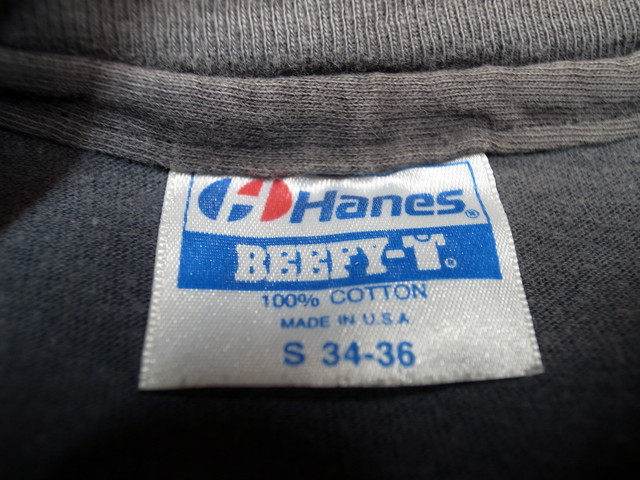 Hanes®
BEEFY-T®
100% COTTON
MADE IN U.S.A
S 34-36